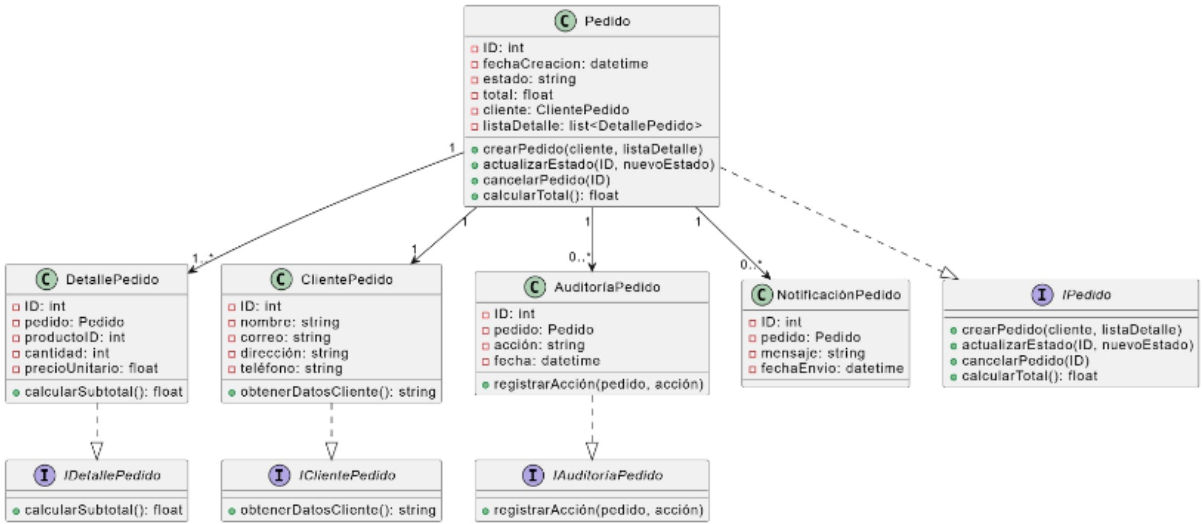 C Pedido
ID: int
fechaCreacion: datetime
estado: string
total: float
cliente: ClientePedido
listaDetalle: list<DetallePedido>
crearPedido(cliente, listaDetalle)
actualizarEstado(ID, nuevoEstado)
cancelarPedido(ID)
calcularTotal(): float
1
1
1
1
1..*
1
0..*
0..*
C DetallePedido
ID: int
pedido: Pedido
productoID: int
cantidad: int
precioUnitario: float
calcularSubtotal(): float
C ClientePedido
ID: int
nombre: string
correo: string
dirección: string
teléfono: string
obtenerDatosCliente(): string
C AuditoríaPedido
ID: int
pedido: Pedido
acción: string
fecha: datetime
registrarAcción(pedido, acción)
C NotificaciónPedido
ID: int
pedido: Pedido
mensaje: string
fechaEnvio: datetime
I IPedido
crearPedido(cliente, listaDetalle)
actualizarEstado(ID, nuevoEstado)
cancelarPedido(ID)
calcularTotal(): float
I IDetallePedido
calcularSubtotal(): float
I IClientePedido
obtenerDatosCliente(): string
I IAuditoríaPedido
registrarAcción(pedido, acción)